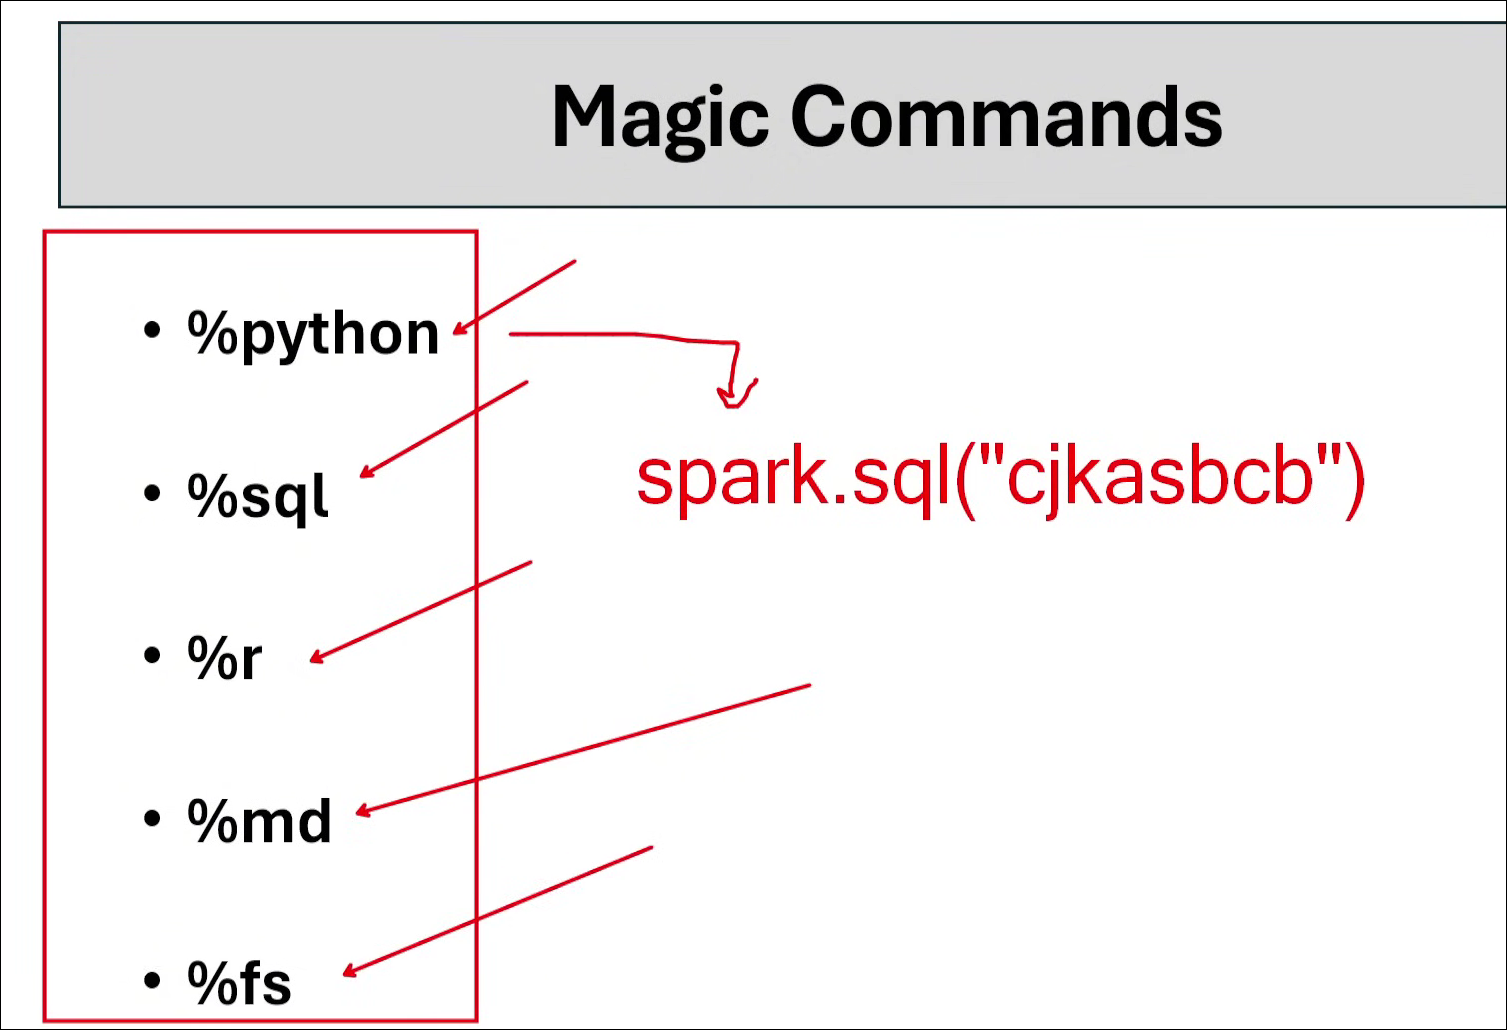 Magic Commands
• %python
• %sql
spark.sql("cjkasbcb")
• %r
• %md
• %fs